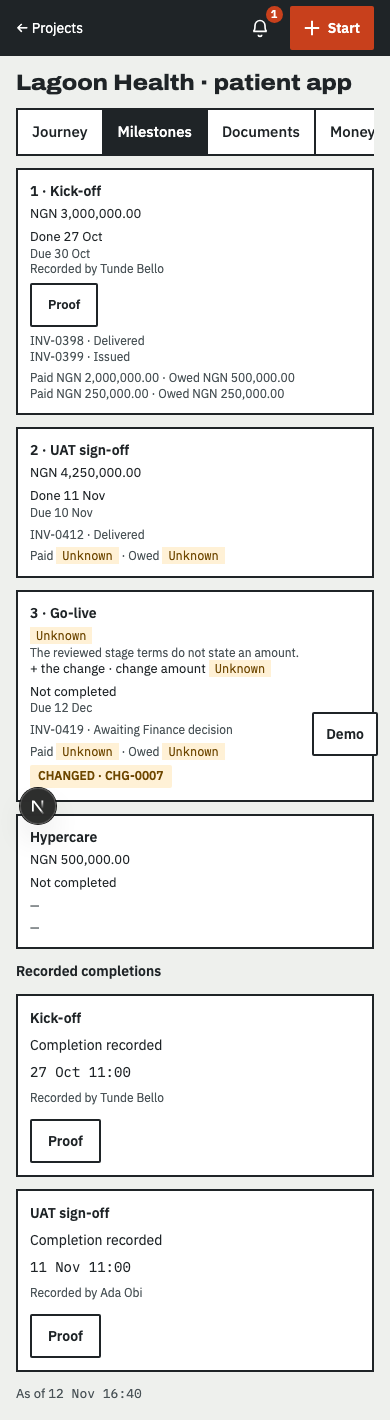 ← Projects
1
+ Start
Lagoon Health · patient app
Journey
Milestones
Documents
Money
1 · Kick-off
NGN 3,000,000.00
Done 27 Oct
Due 30 Oct
Recorded by Tunde Bello
Proof
INV-0398 · Delivered
INV-0399 · Issued
Paid NGN 2,000,000.00 · Owed NGN 500,000.00
Paid NGN 250,000.00 · Owed NGN 250,000.00
2 · UAT sign-off
NGN 4,250,000.00
Done 11 Nov
Due 10 Nov
INV-0412 · Delivered
Paid Unknown · Owed Unknown
3 · Go-live
Unknown
The reviewed stage terms do not state an amount.
+ the change · change amount Unknown
Not completed
Due 12 Dec
INV-0419 · Awaiting Finance decision
Demo
Paid Unknown · Owed Unknown
CHANGED · CHG-0007
N
Hypercare
NGN 500,000.00
Not completed
—
—
Recorded completions
Kick-off
Completion recorded
27 Oct 11:00
Recorded by Tunde Bello
Proof
UAT sign-off
Completion recorded
11 Nov 11:00
Recorded by Ada Obi
Proof
As of 12 Nov 16:40